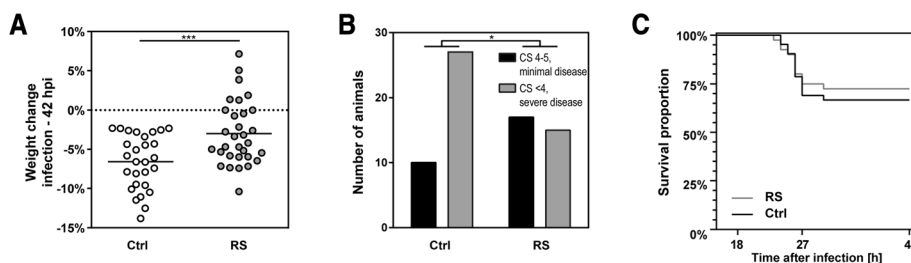 A
Weight change
infection - 42 hpi
10%
5%
0%
-5%
-10%
-15%
***
Ctrl
RS
B
Number of animals
30
20
10
0
*
CS 4-5,
minimal disease
CS <4,
severe disease
Ctrl
RS
C
Survival proportion
100%
75%
50%
25%
0%
RS
Ctrl
18
27
4
Time after infection [h]